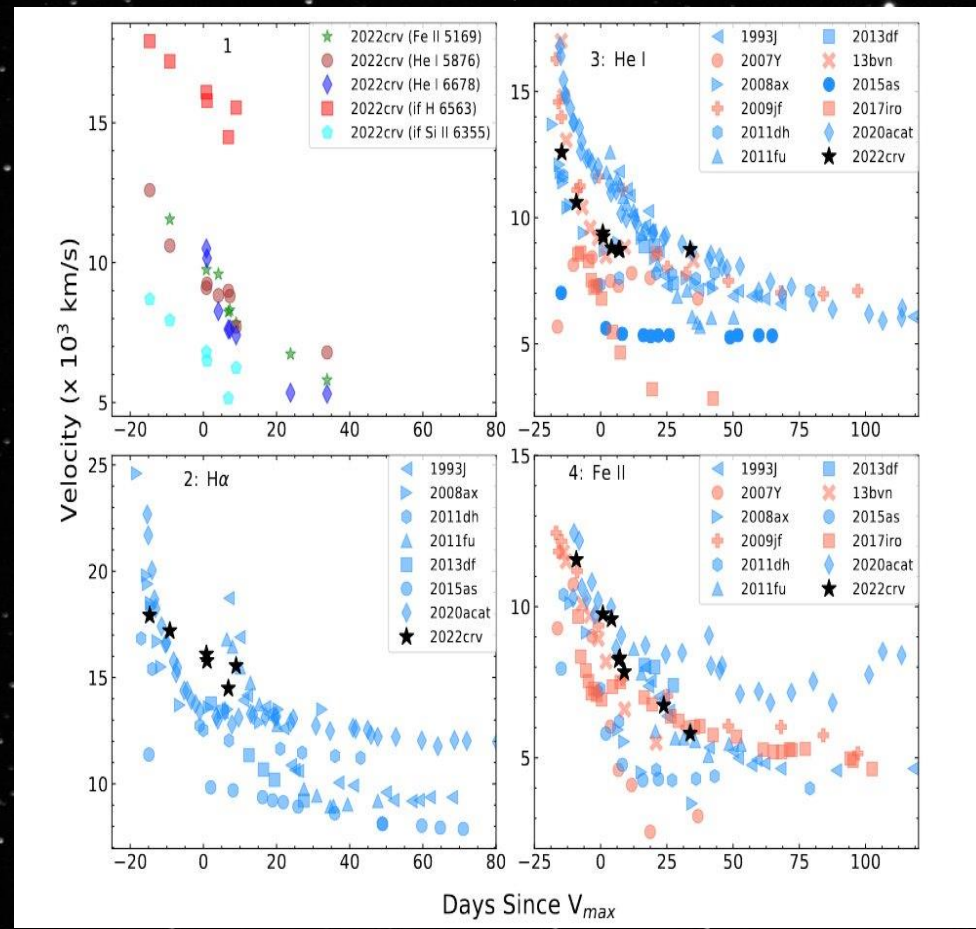 1
2022crv (Fe II 5169)
2022crv (He I 5876)
2022crv (He I 6678)
2022crv (if H 6563)
2022crv (if Si II 6355)
15
10
5
−20 0 20 40 60 80
3: He I
1993J 2013df
2007Y 13bvn
2008ax 2015as
2009jf 2017iro
2011dh 2020acat
2011fu 2022crv
15
10
5
−25 0 25 50 75 100
Velocity (x 10³ km/s)
2: Hα
1993J
2008ax
2011dh
2011fu
2013df
2015as
2020acat
2022crv
25
20
15
10
−20 0 20 40 60 80
4: Fe II
1993J 2013df
2007Y 13bvn
2008ax 2015as
2009jf 2017iro
2011dh 2020acat
2011fu 2022crv
15
10
5
−25 0 25 50 75 100
Days Since Vmax